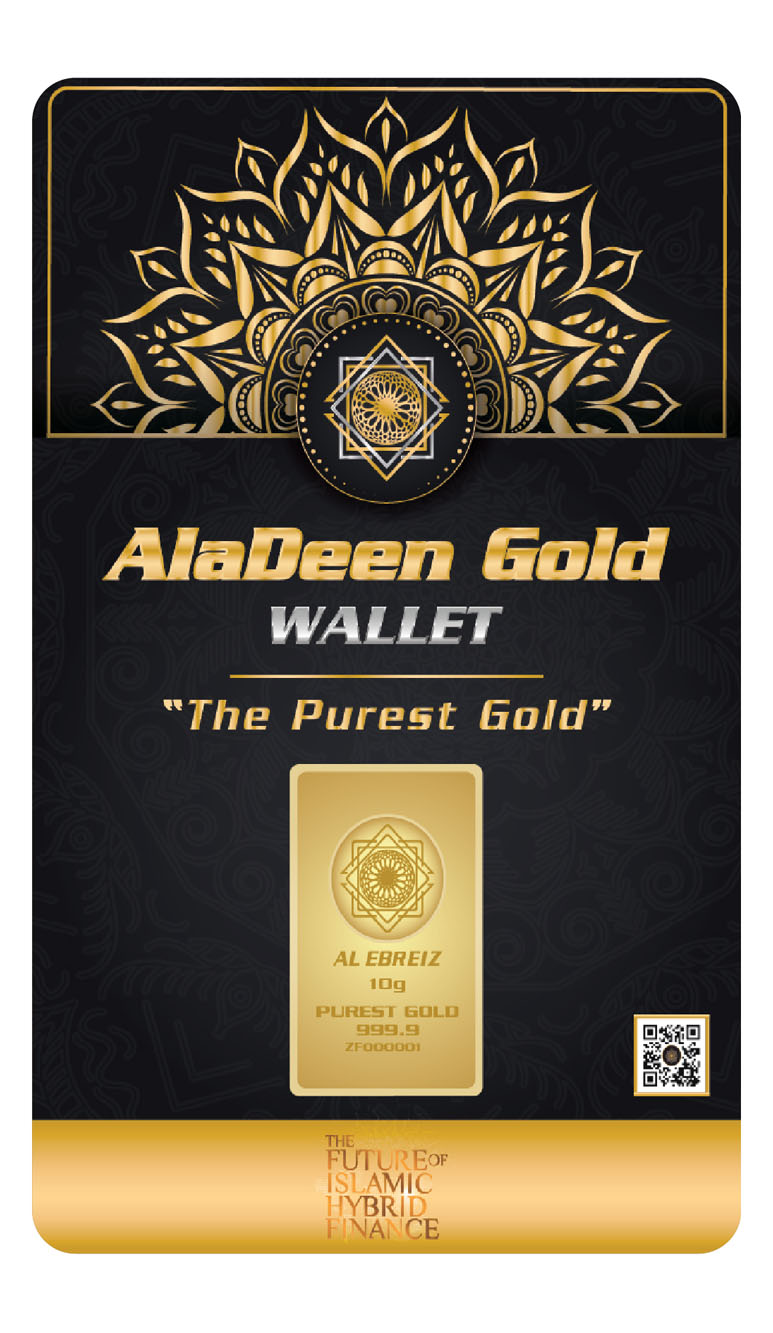 AlaDeen Gold
WALLET
“The Purest Gold”
AL EBREIZ
10g
PUREST GOLD
999.9
ZF000001
THE
FUTURE OF
ISLAMIC
HYBRID
FINANCE